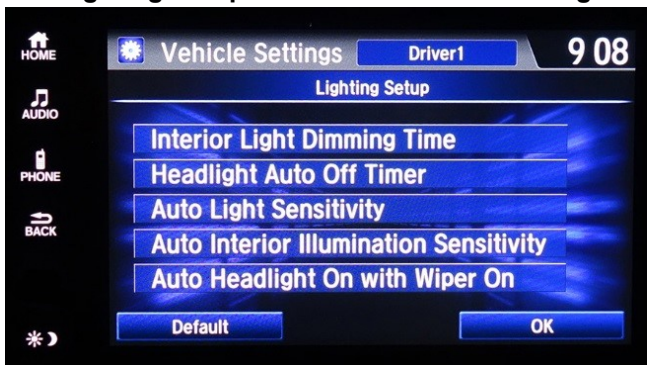 HOME
AUDIO
PHONE
BACK
Vehicle Settings
Driver1
9 08
Lighting Setup
Interior Light Dimming Time
Headlight Auto Off Timer
Auto Light Sensitivity
Auto Interior Illumination Sensitivity
Auto Headlight On with Wiper On
Default
OK